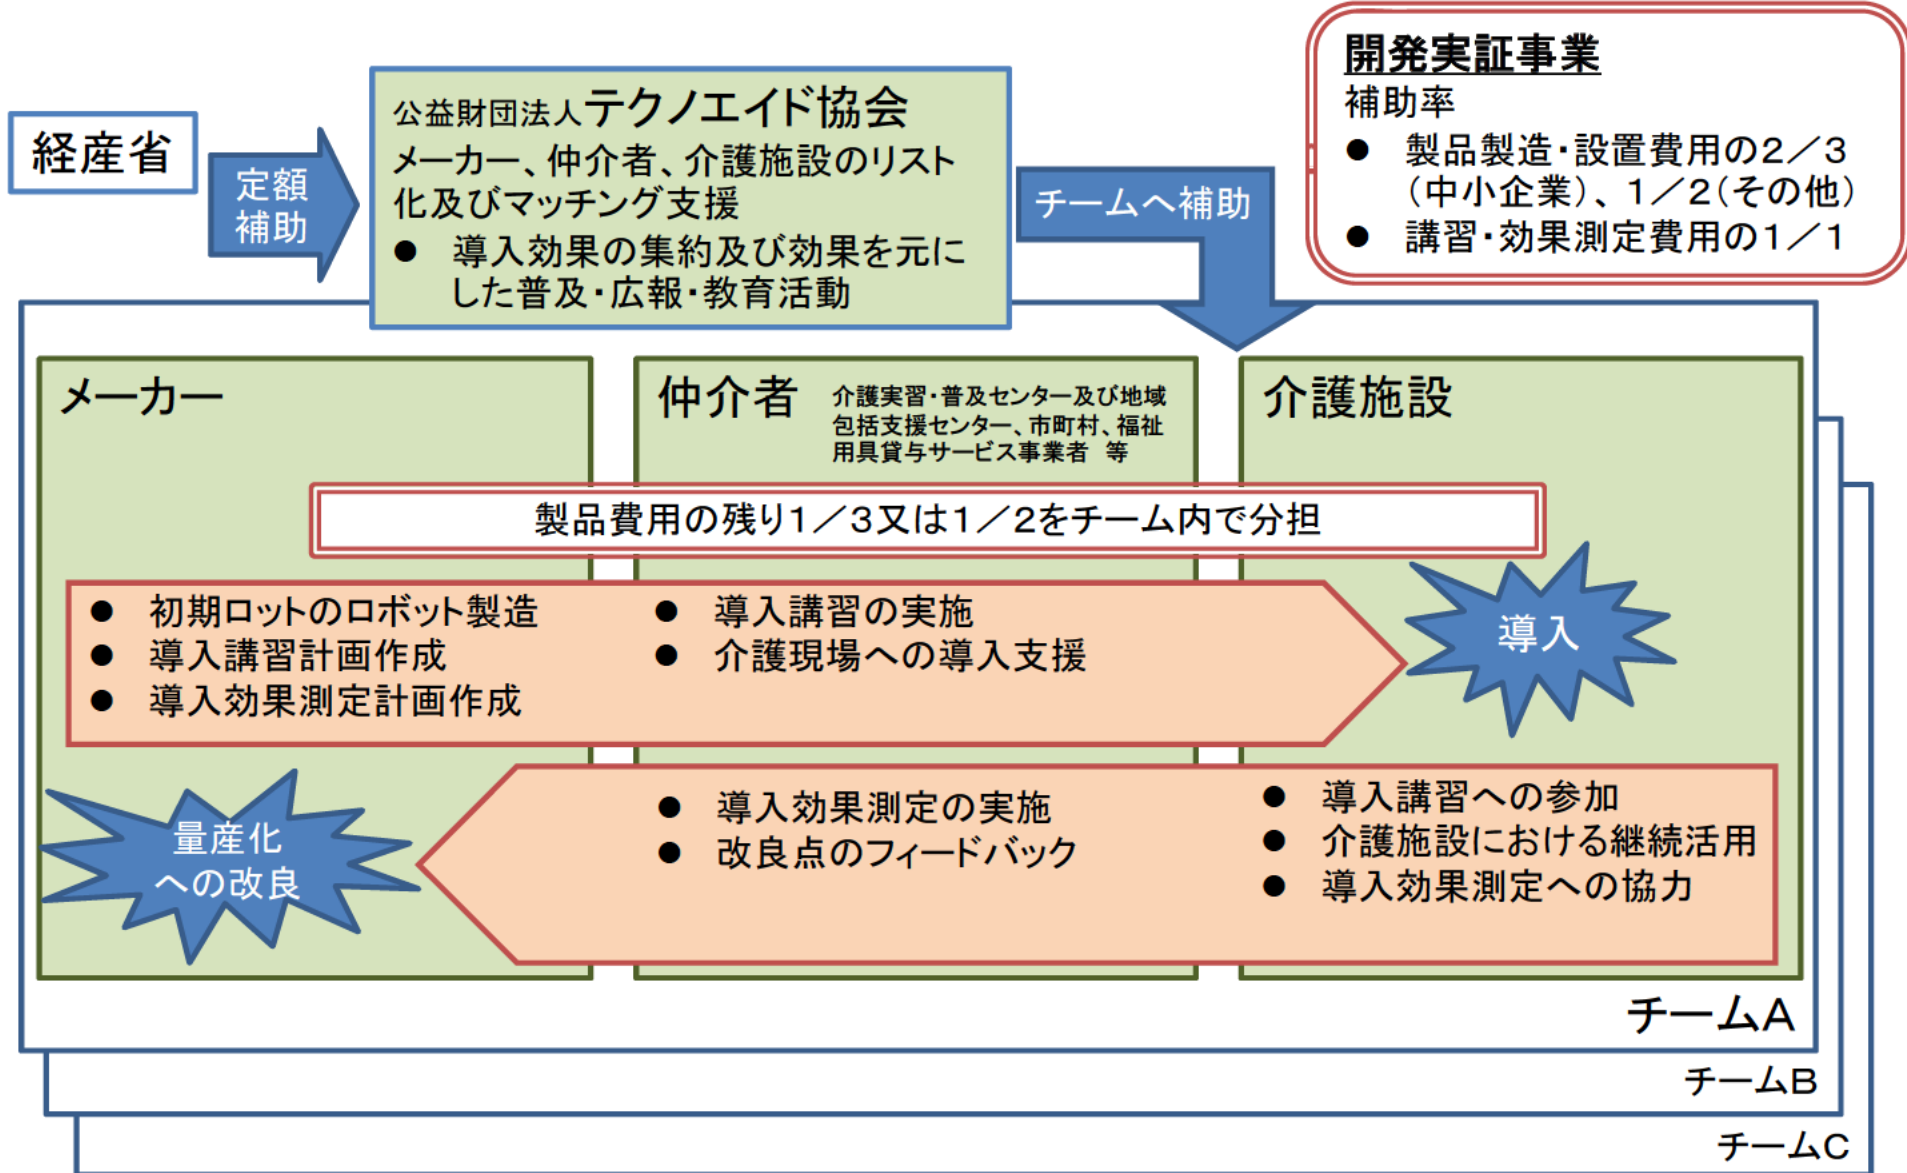 経産省
定額
補助
公益財団法人テクノエイド協会
メーカー、仲介者、介護施設のリスト
化及びマッチング支援
● 導入効果の集約及び効果を元に
した普及・広報・教育活動
チームへ補助
開発実証事業
補助率
● 製品製造・設置費用の2／3
（中小企業）、1／2（その他）
● 講習・効果測定費用の1／1
メーカー
仲介者
介護実習・普及センター及び地域
包括支援センター、市町村、福祉
用具貸与サービス事業者 等
介護施設
製品費用の残り1／3又は1／2をチーム内で分担
● 初期ロットのロボット製造
● 導入講習計画作成
● 導入効果測定計画作成
● 導入講習の実施
● 介護現場への導入支援
導入
量産化
への改良
● 導入効果測定の実施
● 改良点のフィードバック
● 導入講習への参加
● 介護施設における継続活用
● 導入効果測定への協力
チームA
チームB
チームC